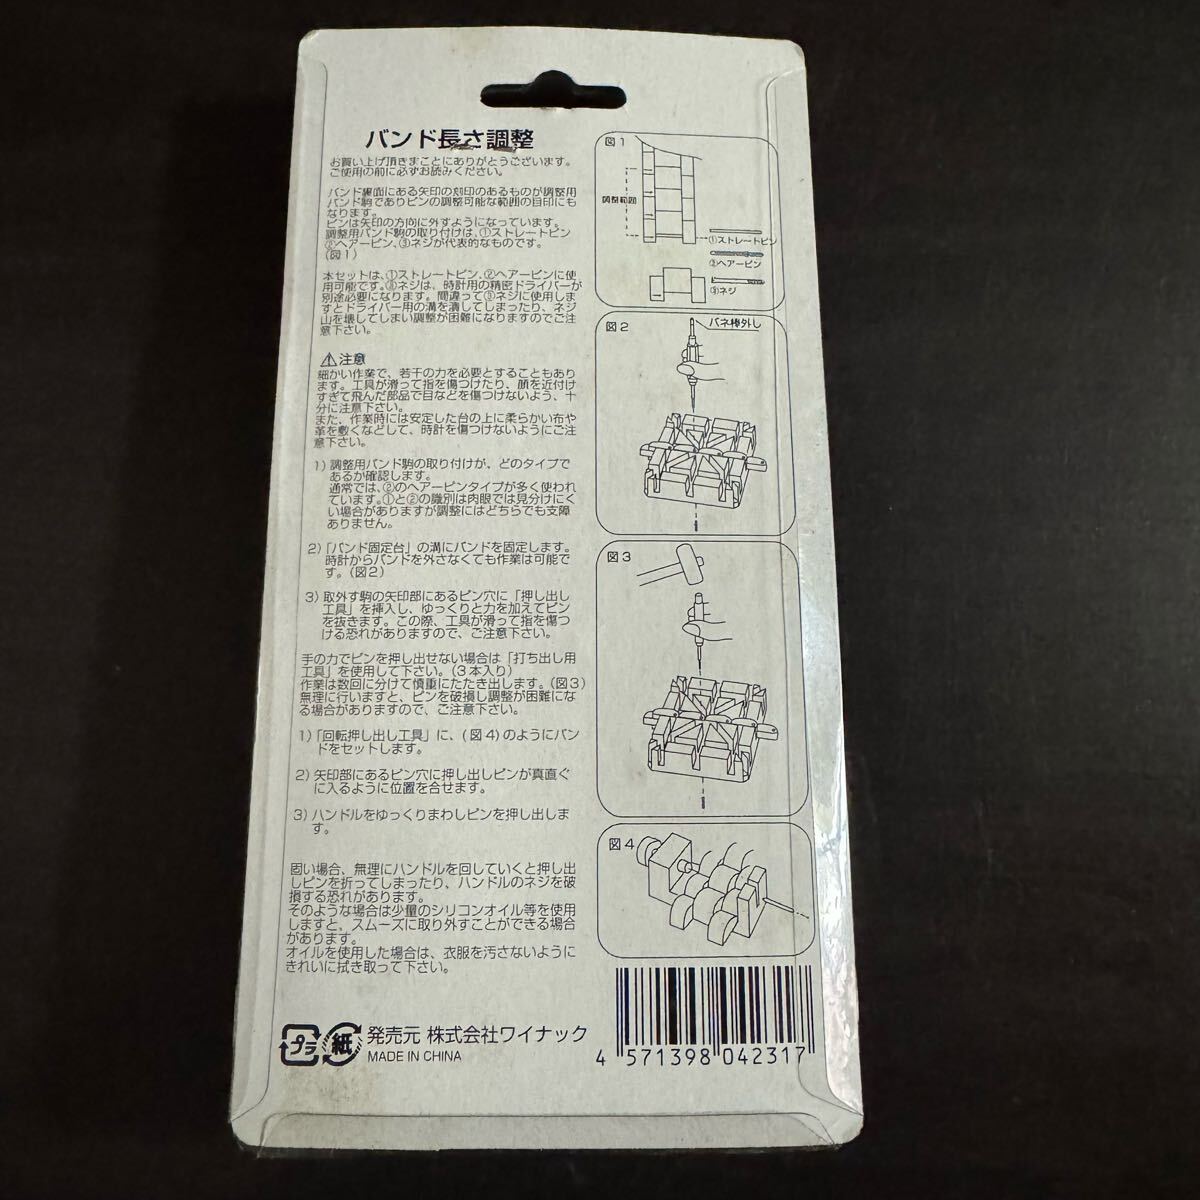 バンド長さ調整
お買い上げ頂きまことにありがとうございます。
ご使用の前に必ずお読みください。
バンド裏面にある矢印の刻印のあるものが調整用
バンド駒でありピンの調整可能な範囲の目印にも
なります。
ピンは矢印の方向に外すようになっています。
調整用バンド駒の取り付けは、①ストレートピン
②ヘアーピン、③ネジが代表的なものです。
(図1)
本セットは、①ストレートピン、②ヘアーピンに使
用可能です。③ネジは、時計用の精密ドライバーが
別途必要になります。間違って③ネジに使用しま
すとドライバー用の溝を潰してしまったり、ネジ
山を壊してしまい調整が困難になりますのでご注
意下さい。
⚠注意
細かい作業で、若干の力を必要とすることもあり
ます。工具が滑って指を傷つけたり、顔を近付け
すぎて飛んだ部品で目などを傷つけないよう、十
分に注意下さい。
また、作業時には安定した台の上に柔らかい布や
革を敷くなどして、時計を傷つけないようにご注
意下さい。
1) 調整用バンド駒の取り付けが、どのタイプで
あるか確認します。
通常では、②のヘアーピンタイプが多く使われ
ています。①と②の識別は肉眼では見分けにく
い場合がありますが調整にはどちらでも支障
ありません。
2)「バンド固定台」の溝にバンドを固定します。
時計からバンドを外さなくても作業は可能で
す。(図2)
3) 取外す駒の矢印部にあるピン穴に「押し出し
工具」を挿入し、ゆっくりと力を加えてピン
を抜きます。この際、工具が滑って指を傷つ
ける恐れがありますので、ご注意下さい。
手の力でピンを押し出せない場合は「打ち出し用
工具」を使用して下さい。(3本入り)
作業は数回に分けて慎重にたたき出します。(図3)
無理に行いますと、ピンを破損し調整が困難にな
る場合がありますので、ご注意下さい。
1)「回転押し出し工具」に、(図4)のようにバン
ドをセットします。
2) 矢印部にあるピン穴に押し出しピンが真直ぐ
に入るように位置を合せます。
3) ハンドルをゆっくりまわしピンを押し出しま
す。
固い場合、無理にハンドルを回していくと押し出
しピンを折ってしまったり、ハンドルのネジを破
損する恐れがあります。
そのような場合は少量のシリコンオイル等を使用
しますと、スムーズに取り外すことができる場合
があります。
オイルを使用した場合は、衣服を汚さないように
きれいに拭き取って下さい。
プラ
紙
発売元 株式会社ワイナック
MADE IN CHINA
図1
調整範囲
①ストレートピン
②ヘアーピン
③ネジ
図2
バネ棒外し
図3
図4
4 571398 042317